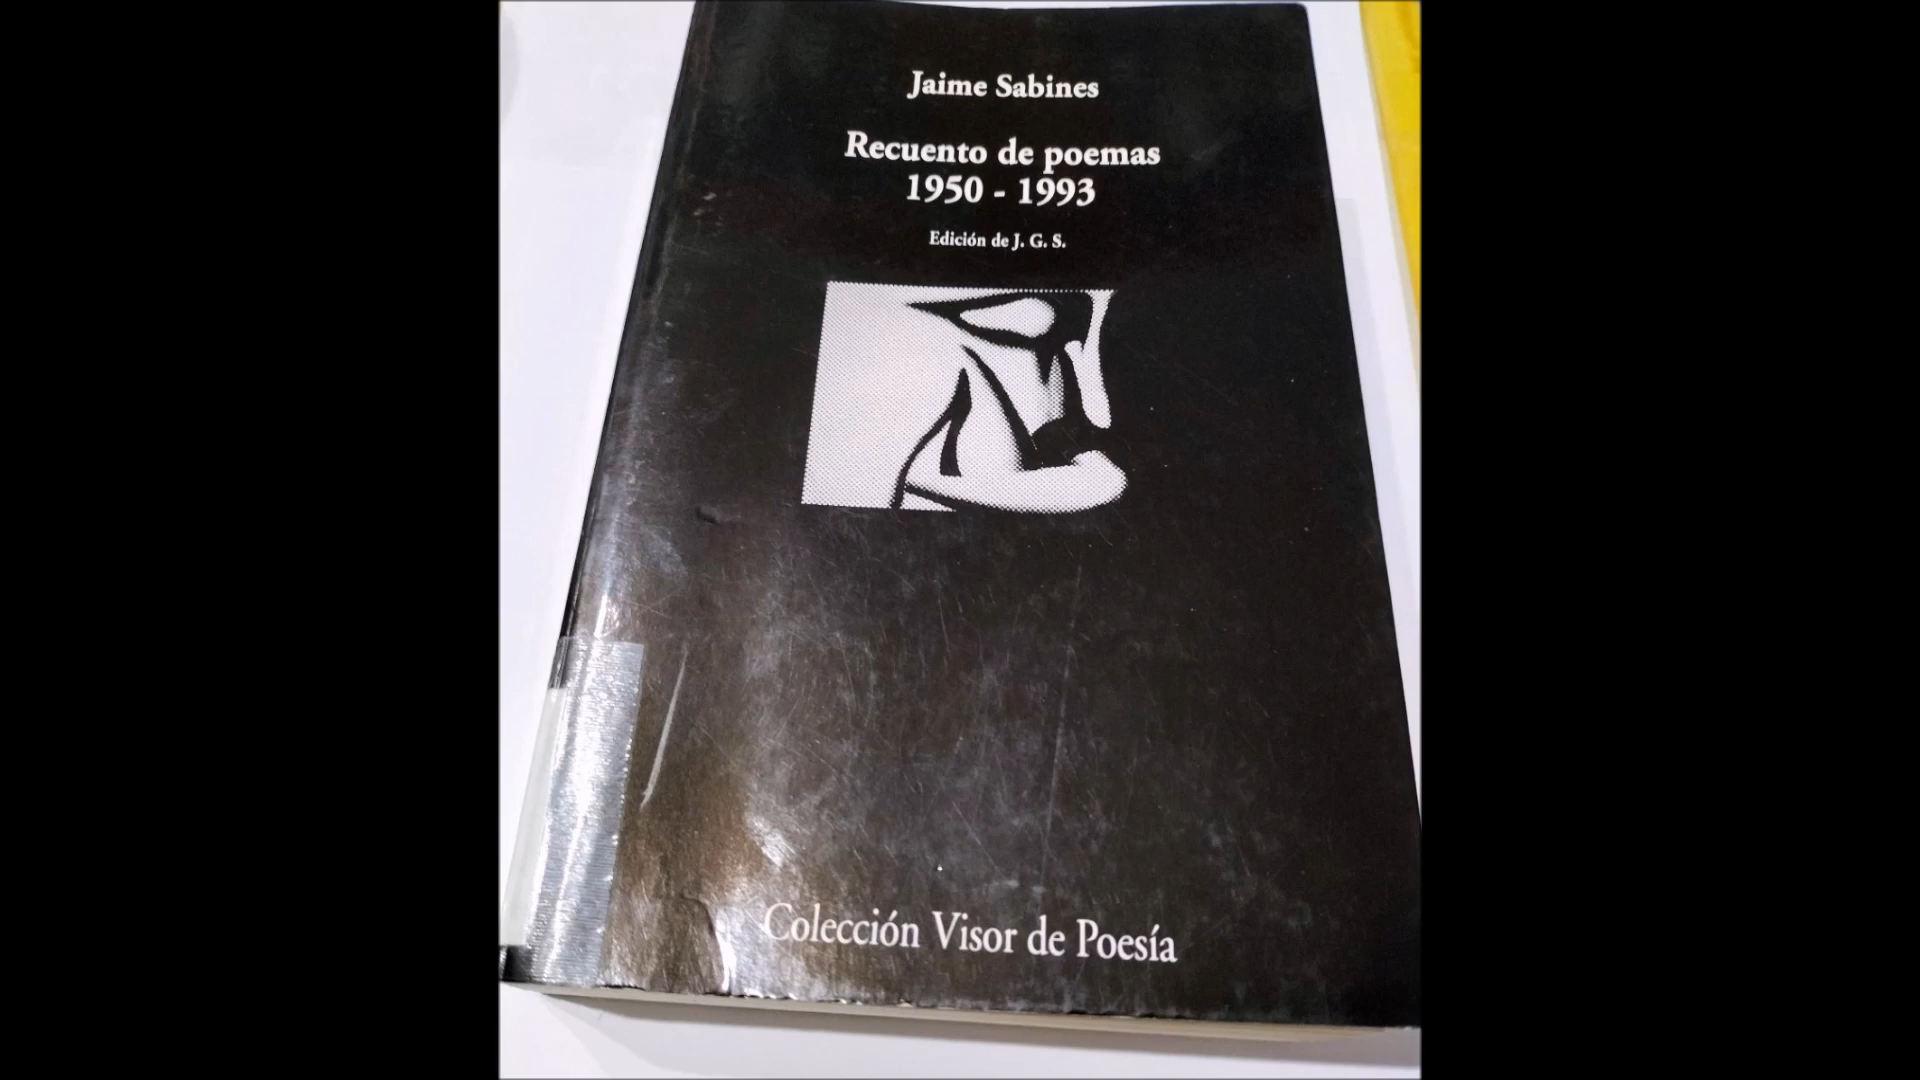 Jaime Sabines
Recuento de poemas
1950 - 1993
Edición de J. G. S.
Colección Visor de Poesía